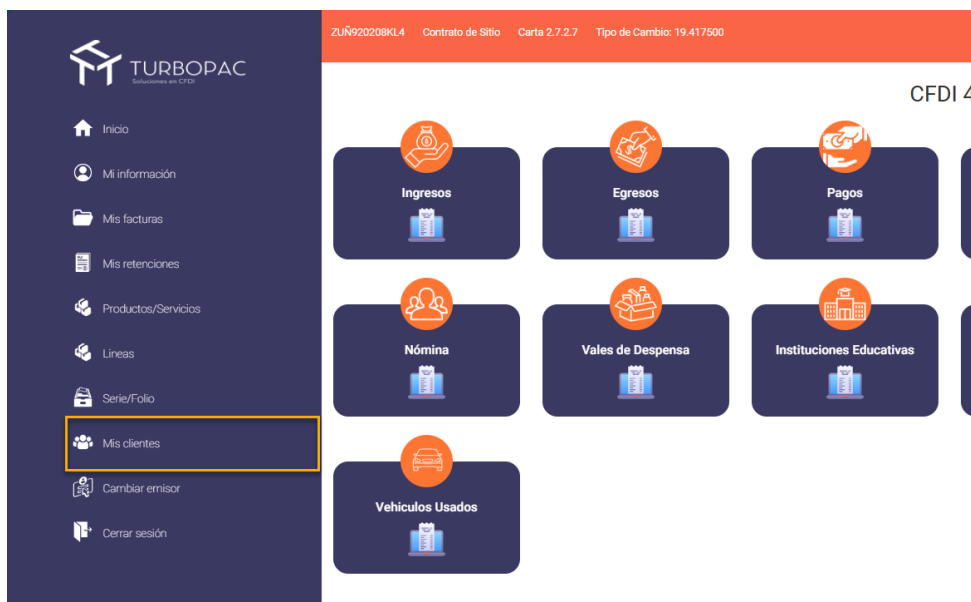 TURBOPAC
Soluciones en CFDI
Inicio
Mi información
Mis facturas
Mis retenciones
Productos/Servicios
Lineas
Serie/Folio
Mis clientes
Cambiar emisor
Cerrar sesión
ZUÑ920208KL4 Contrato de Sitio Carta 2.7.2.7 Tipo de Cambio: 19.417500
CFDI 4
Ingresos Egresos Pagos
Nómina Vales de Despensa Instituciones Educativas
Vehiculos Usados